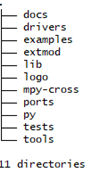 .
├── docs
├── drivers
├── examples
├── extmod
├── lib
├── logo
├── mpy-cross
├── ports
├── py
├── tests
└── tools

11 directories